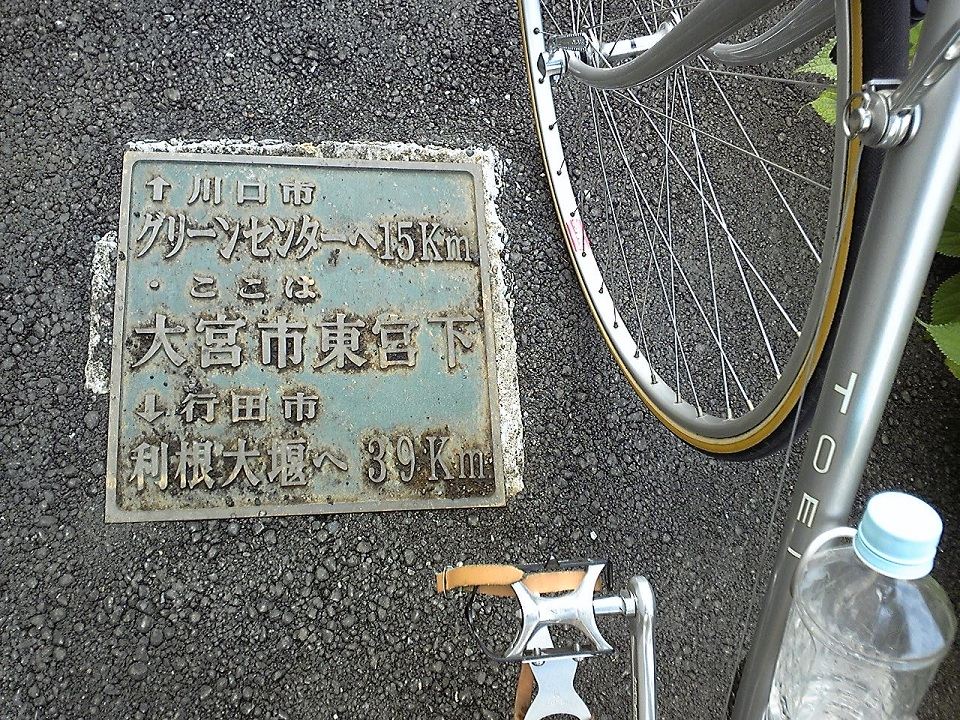 ↑川口市
グリーンセンターへ15Km
・ここは
大宮市東宮下
↓行田市
利根大堰へ 39Km
TOEI